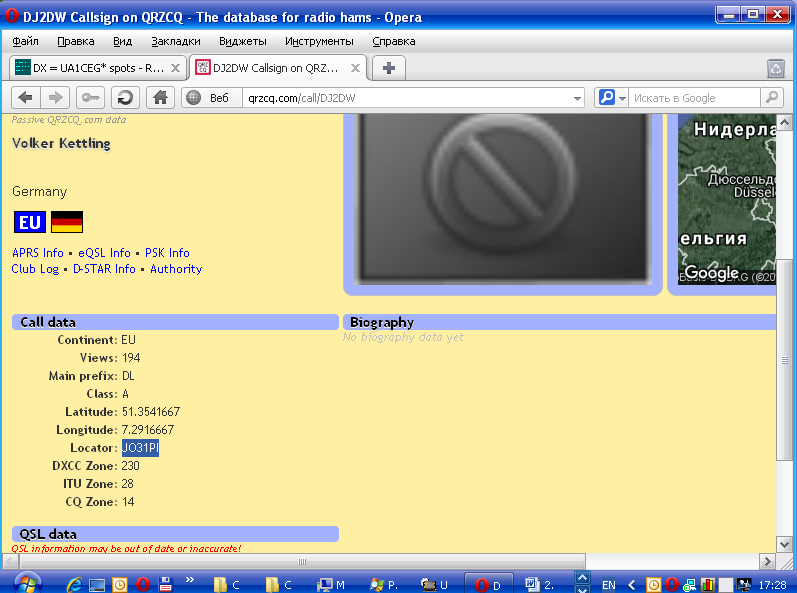 DJ2DW Callsign on QRZCQ - The database for radio hams - Opera
Файл Правка Вид Закладки Виджеты Инструменты Справка
DX = UA1CEG* spots - R... DJ2DW Callsign on QRZ...
Веб qrzcq.com/call/DJ2DW Искать в Google
Passive QRZCQ.com data
Volker Kettling
Germany
EU
APRS Info • eQSL Info • PSK Info
Club Log • D-STAR Info • Authority
Нидерла
Дюссельдо
Düssel
ельгия
Google
(©20
Call data
Continent: EU
Views: 194
Main prefix: DL
Class: A
Latitude: 51.3541667
Longitude: 7.2916667
Locator: JO31PI
DXCC Zone: 230
ITU Zone: 28
CQ Zone: 14
Biography
No biography data yet
QSL data
QSL information may be out of date or inaccurate!
С С М Р. U D 2. EN 17:28